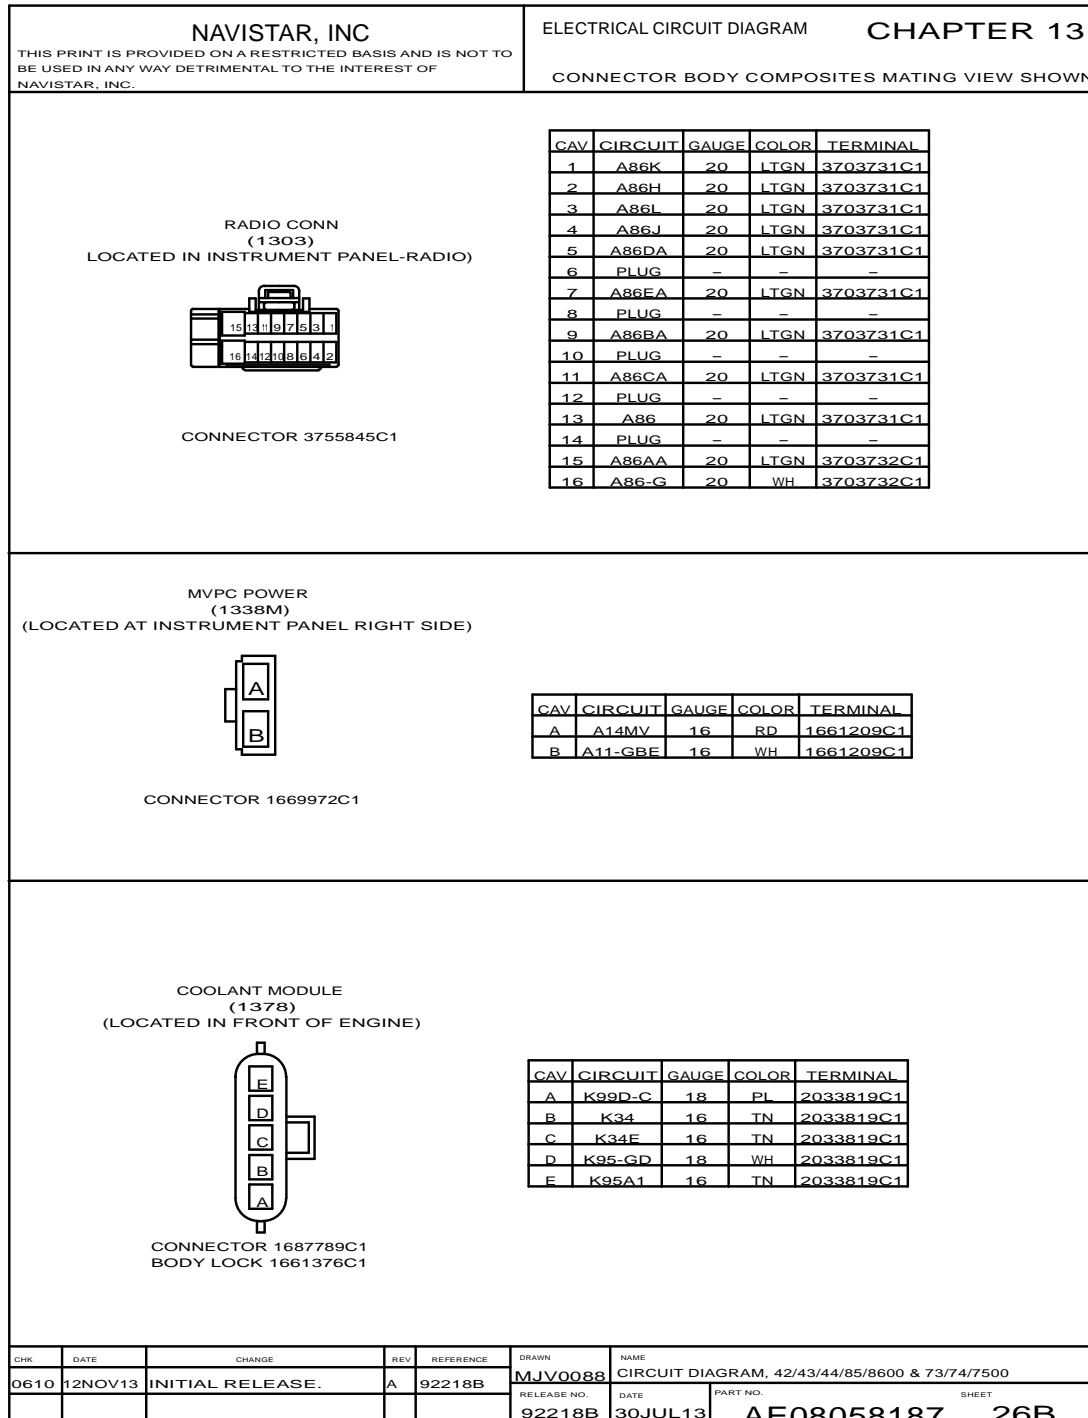 NAVISTAR, INC
THIS PRINT IS PROVIDED ON A RESTRICTED BASIS AND IS NOT TO
BE USED IN ANY WAY DETRIMENTAL TO THE INTEREST OF
NAVISTAR, INC.
ELECTRICAL CIRCUIT DIAGRAM CHAPTER 13
CONNECTOR BODY COMPOSITES MATING VIEW SHOWN
RADIO CONN
(1303)
LOCATED IN INSTRUMENT PANEL-RADIO)
15 13 11 9 7 5 3 1
16 14 12 10 8 6 4 2
CONNECTOR 3755845C1
CAV CIRCUIT GAUGE COLOR TERMINAL
1 A86K 20 LTGN 3703731C1
2 A86H 20 LTGN 3703731C1
3 A86L 20 LTGN 3703731C1
4 A86J 20 LTGN 3703731C1
5 A86DA 20 LTGN 3703731C1
6 PLUG – – –
7 A86EA 20 LTGN 3703731C1
8 PLUG – – –
9 A86BA 20 LTGN 3703731C1
10 PLUG – – –
11 A86CA 20 LTGN 3703731C1
12 PLUG – – –
13 A86 20 LTGN 3703731C1
14 PLUG – – –
15 A86AA 20 LTGN 3703732C1
16 A86-G 20 WH 3703732C1
MVPC POWER
(1338M)
(LOCATED AT INSTRUMENT PANEL RIGHT SIDE)
A
B
CONNECTOR 1669972C1
CAV CIRCUIT GAUGE COLOR TERMINAL
A A14MV 16 RD 1661209C1
B A11-GBE 16 WH 1661209C1
COOLANT MODULE
(1378)
(LOCATED IN FRONT OF ENGINE)
E
D
C
B
A
CONNECTOR 1687789C1
BODY LOCK 1661376C1
CAV CIRCUIT GAUGE COLOR TERMINAL
A K99D-C 18 PL 2033819C1
B K34 16 TN 2033819C1
C K34E 16 TN 2033819C1
D K95-GD 18 WH 2033819C1
E K95A1 16 TN 2033819C1
CHK DATE CHANGE REV REFERENCE
0610 12NOV13 INITIAL RELEASE. A 92218B
DRAWN NAME
MJV0088 CIRCUIT DIAGRAM, 42/43/44/85/8600 & 73/74/7500
RELEASE NO. DATE PART NO. SHEET
92218B 30JUL13 AE08058187 26B